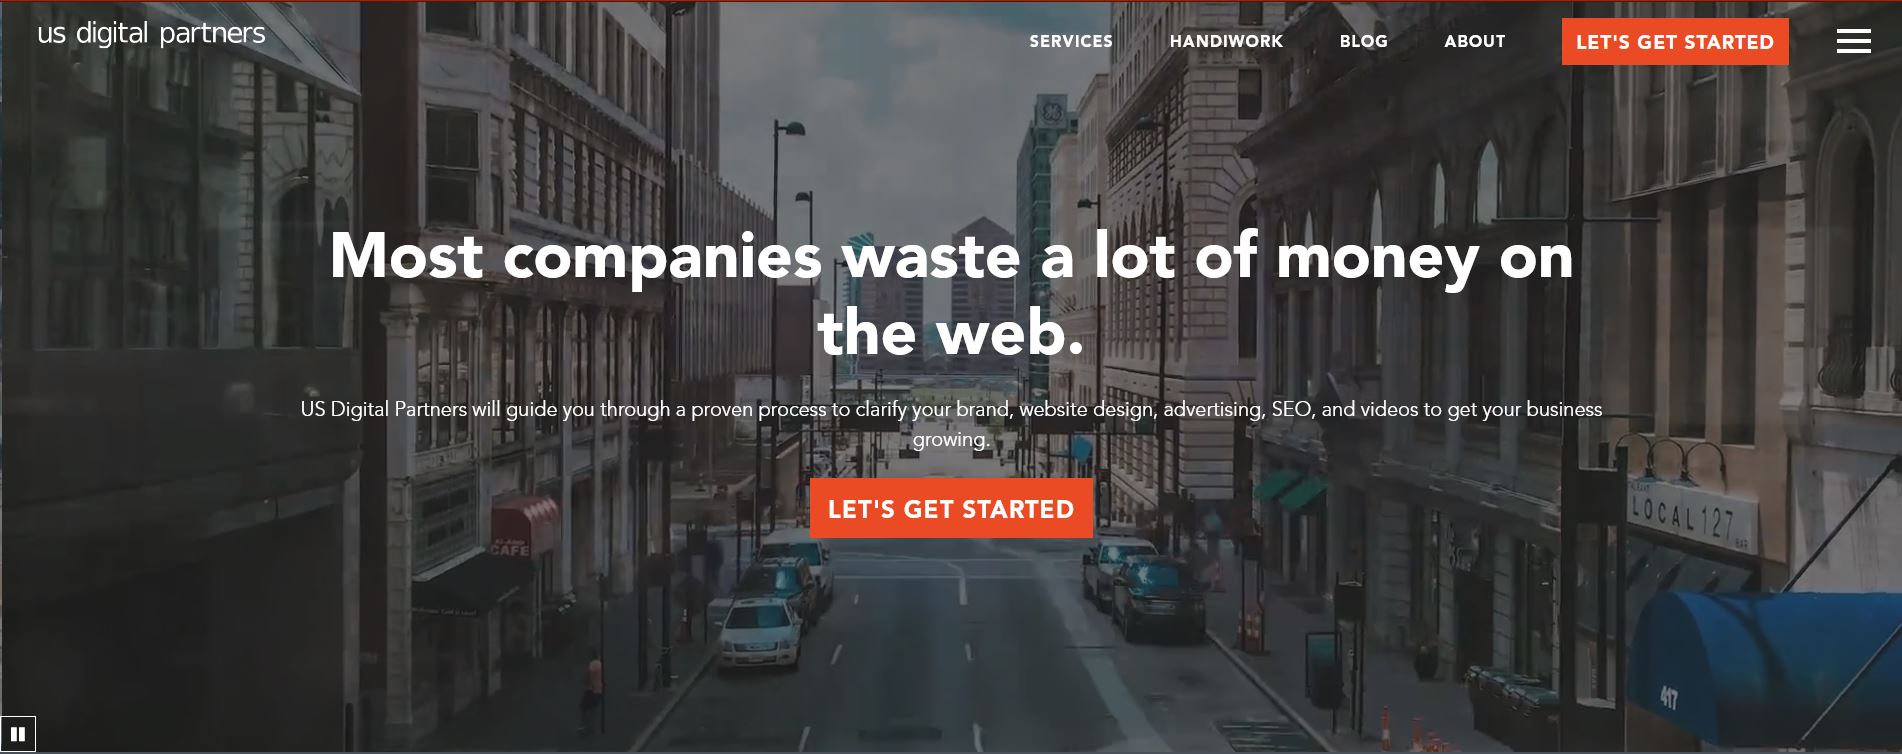 us digital partners
SERVICES HANDIWORK BLOG ABOUT LET'S GET STARTED
Most companies waste a lot of money on
the web.
US Digital Partners will guide you through a proven process to clarify your brand, website design, advertising, SEO, and videos to get your business
growing.
LET'S GET STARTED
CAFE
LOCAL 127
BAR
417